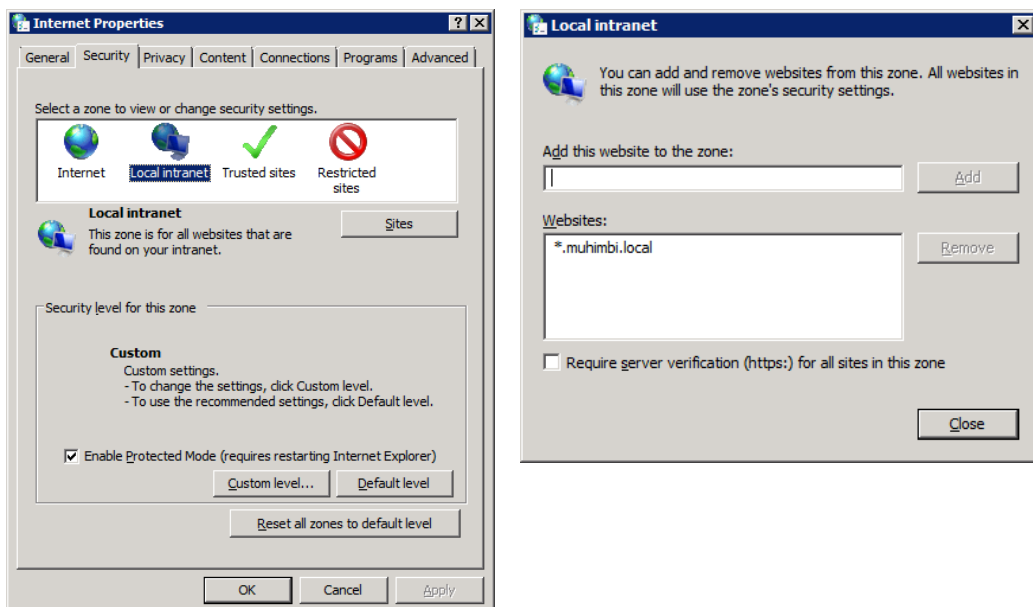 Internet Properties
General Security Privacy Content Connections Programs Advanced
Select a zone to view or change security settings.
Internet Local intranet Trusted sites Restricted
sites
Local intranet
This zone is for all websites that are
found on your intranet.
Sites
Security level for this zone
Custom
Custom settings.
- To change the settings, click Custom level.
- To use the recommended settings, click Default level.
Enable Protected Mode (requires restarting Internet Explorer)
Custom level... Default level
Reset all zones to default level
OK Cancel Apply
Local intranet
You can add and remove websites from this zone. All websites in
this zone will use the zone's security settings.
Add this website to the zone:
Add
Websites:
*.muhimbi.local
Remove
Require server verification (https:) for all sites in this zone
Close